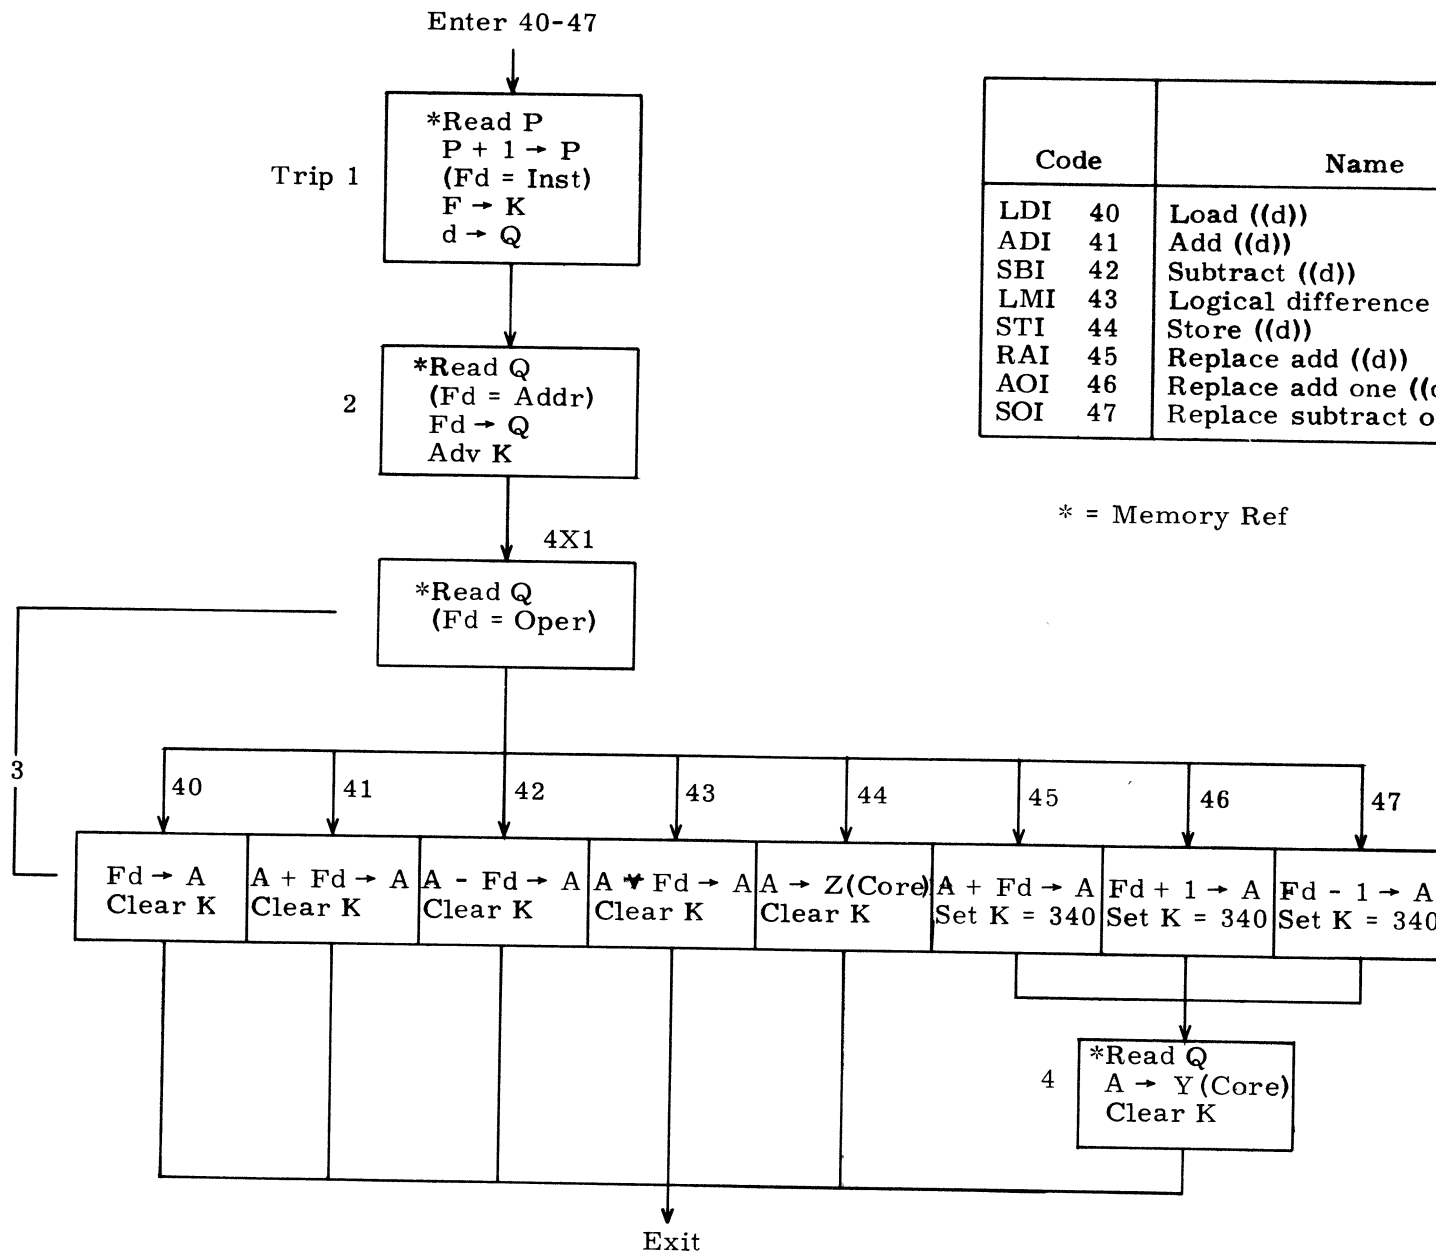 Enter 40-47
Trip 1
*Read P
P + 1 → P
(Fd = Inst)
F → K
d → Q
2
*Read Q
(Fd = Addr)
Fd → Q
Adv K
4X1
*Read Q
(Fd = Oper)
3
Code Name
LDI 40 Load ((d))
ADI 41 Add ((d))
SBI 42 Subtract ((d))
LMI 43 Logical difference
STI 44 Store ((d))
RAI 45 Replace add ((d))
AOI 46 Replace add one ((
SOI 47 Replace subtract o
* = Memory Ref
40
Fd → A
Clear K
41
A + Fd → A
Clear K
42
A - Fd → A
Clear K
43
A ⊻ Fd → A
Clear K
44
A → Z(Core)
Clear K
45
A + Fd → A
Set K = 340
46
Fd + 1 → A
Set K = 340
47
Fd - 1 → A
Set K = 340
4
*Read Q
A → Y(Core)
Clear K
Exit